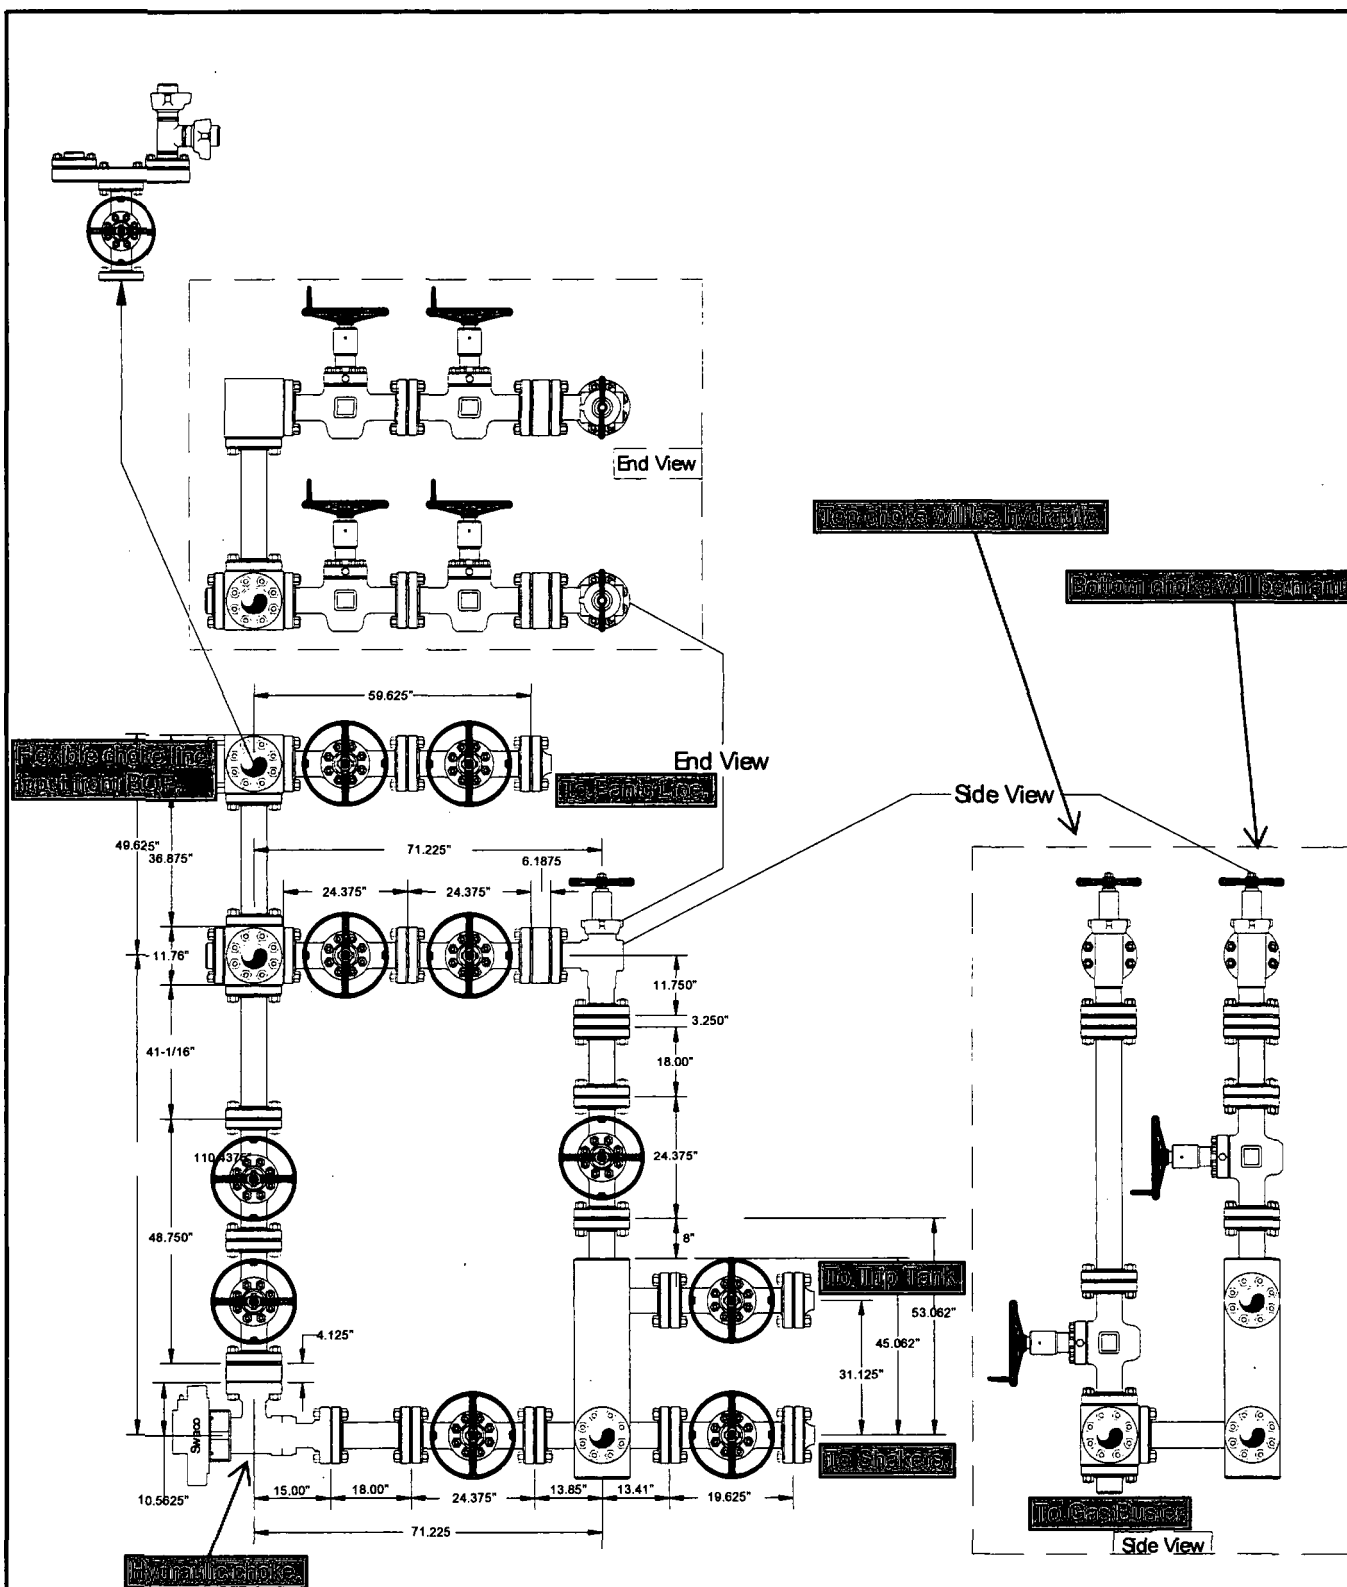 End View
Top choke will be hydraulic.
Bottom choke will be manu
59.625"
Flexible choke line
input from BOP
End View
To Panic Line.
Side View
49.625"
36.875"
71.225"
6.1875
24.375"
24.375"
11.76"
11.750"
3.250"
41-1/16"
18.00"
110.4375"
24.375"
48.750"
8"
To Trip Tank
53.062"
45.062"
4.125"
31.125"
Swaco
To Shakers.
10.5625"
15.00"
18.00"
24.375"
13.85"
13.41"
19.625"
71.225
To Gas Buster
Side View
Hydraulic choke.